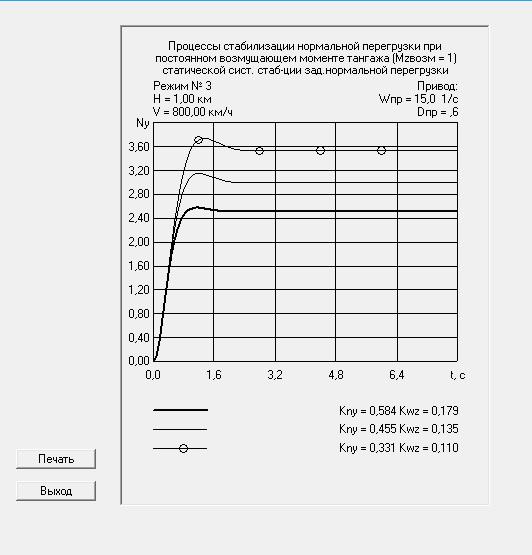 Процессы стабилизации нормальной перегрузки при
постоянном возмущающем моменте тангажа (Mzвозм = 1)
статической сист. стаб-ции зад.нормальной перегрузки
Режим № 3 Привод:
H = 1,00 км Wпр = 15,0 1/с
V = 800,00 км/ч Dпр = ,6
Ny
3,60
3,20
2,80
2,40
2,00
1,60
1,20
0,80
0,40
0,00
0,0 1,6 3,2 4,8 6,4 t, c
Kny = 0,584 Kwz = 0,179
Kny = 0,455 Kwz = 0,135
Kny = 0,331 Kwz = 0,110
Печать
Выход